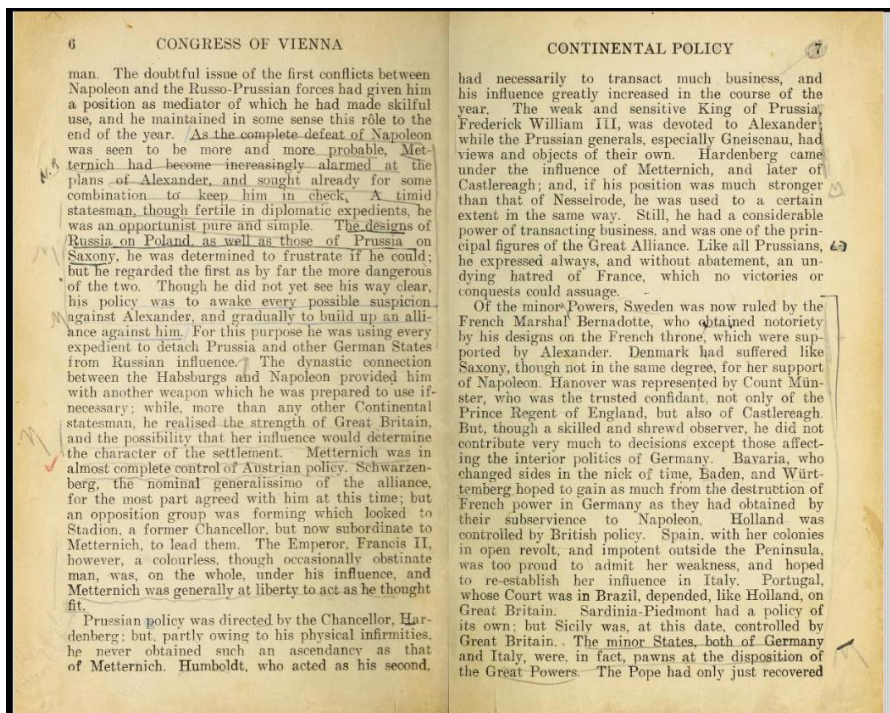 6 CONGRESS OF VIENNA
man. The doubtful issue of the first conflicts between
Napoleon and the Russo-Prussian forces had given him
a position as mediator of which he had made skilful
use, and he maintained in some sense this rôle to the
end of the year. As the complete defeat of Napoleon
was seen to be more and more probable, Met-
ternich had become increasingly alarmed at the
plans of Alexander, and sought already for some
combination to keep him in check. A timid
statesman, though fertile in diplomatic expedients, he
was an opportunist pure and simple. The designs of
Russia on Poland, as well as those of Prussia on
Saxony, he was determined to frustrate if he could;
but he regarded the first as by far the more dangerous
of the two. Though he did not yet see his way clear,
his policy was to awake every possible suspicion
against Alexander, and gradually to build up an alli-
ance against him. For this purpose he was using every
expedient to detach Prussia and other German States
from Russian influence. The dynastic connection
between the Habsburgs and Napoleon provided him
with another weapon which he was prepared to use if
necessary; while, more than any other Continental
statesman, he realised the strength of Great Britain,
and the possibility that her influence would determine
the character of the settlement. Metternich was in
almost complete control of Austrian policy. Schwarzen-
berg, the nominal generalissimo of the alliance,
for the most part agreed with him at this time; but
an opposition group was forming which looked to
Stadion, a former Chancellor, but now subordinate to
Metternich, to lead them. The Emperor, Francis II,
however, a colourless, though occasionally obstinate
man, was, on the whole, under his influence, and
Metternich was generally at liberty to act as he thought
fit.
Prussian policy was directed by the Chancellor, Har-
denberg; but, partly owing to his physical infirmities,
he never obtained such an ascendancy as that
of Metternich. Humboldt, who acted as his second,
N.B
CONTINENTAL POLICY 7
had necessarily to transact much business, and
his influence greatly increased in the course of the
year. The weak and sensitive King of Prussia,
Frederick William III, was devoted to Alexander;
while the Prussian generals, especially Gneisenau, had
views and objects of their own. Hardenberg came
under the influence of Metternich, and later of
Castlereagh; and, if his position was much stronger
than that of Nesselrode, he was used to a certain
extent in the same way. Still, he had a considerable
power of transacting business, and was one of the prin-
cipal figures of the Great Alliance. Like all Prussians,
he expressed always, and without abatement, an un-
dying hatred of France, which no victories or
conquests could assuage.
Of the minor Powers, Sweden was now ruled by the
French Marshal Bernadotte, who obtained notoriety
by his designs on the French throne, which were sup-
ported by Alexander. Denmark had suffered like
Saxony, though not in the same degree, for her support
of Napoleon. Hanover was represented by Count Mün-
ster, who was the trusted confidant, not only of the
Prince Regent of England, but also of Castlereagh.
But, though a skilled and shrewd observer, he did not
contribute very much to decisions except those affect-
ing the interior politics of Germany. Bavaria, who
changed sides in the nick of time, Baden, and Würt-
temberg hoped to gain as much from the destruction of
French power in Germany as they had obtained by
their subservience to Napoleon. Holland was
controlled by British policy. Spain, with her colonies
in open revolt, and impotent outside the Peninsula,
was too proud to admit her weakness, and hoped
to re-establish her influence in Italy. Portugal,
whose Court was in Brazil, depended, like Holland, on
Great Britain. Sardinia-Piedmont had a policy of
its own; but Sicily was, at this date, controlled by
Great Britain. The minor States, both of Germany
and Italy, were, in fact, pawns at the disposition of
the Great Powers. The Pope had only just recovered